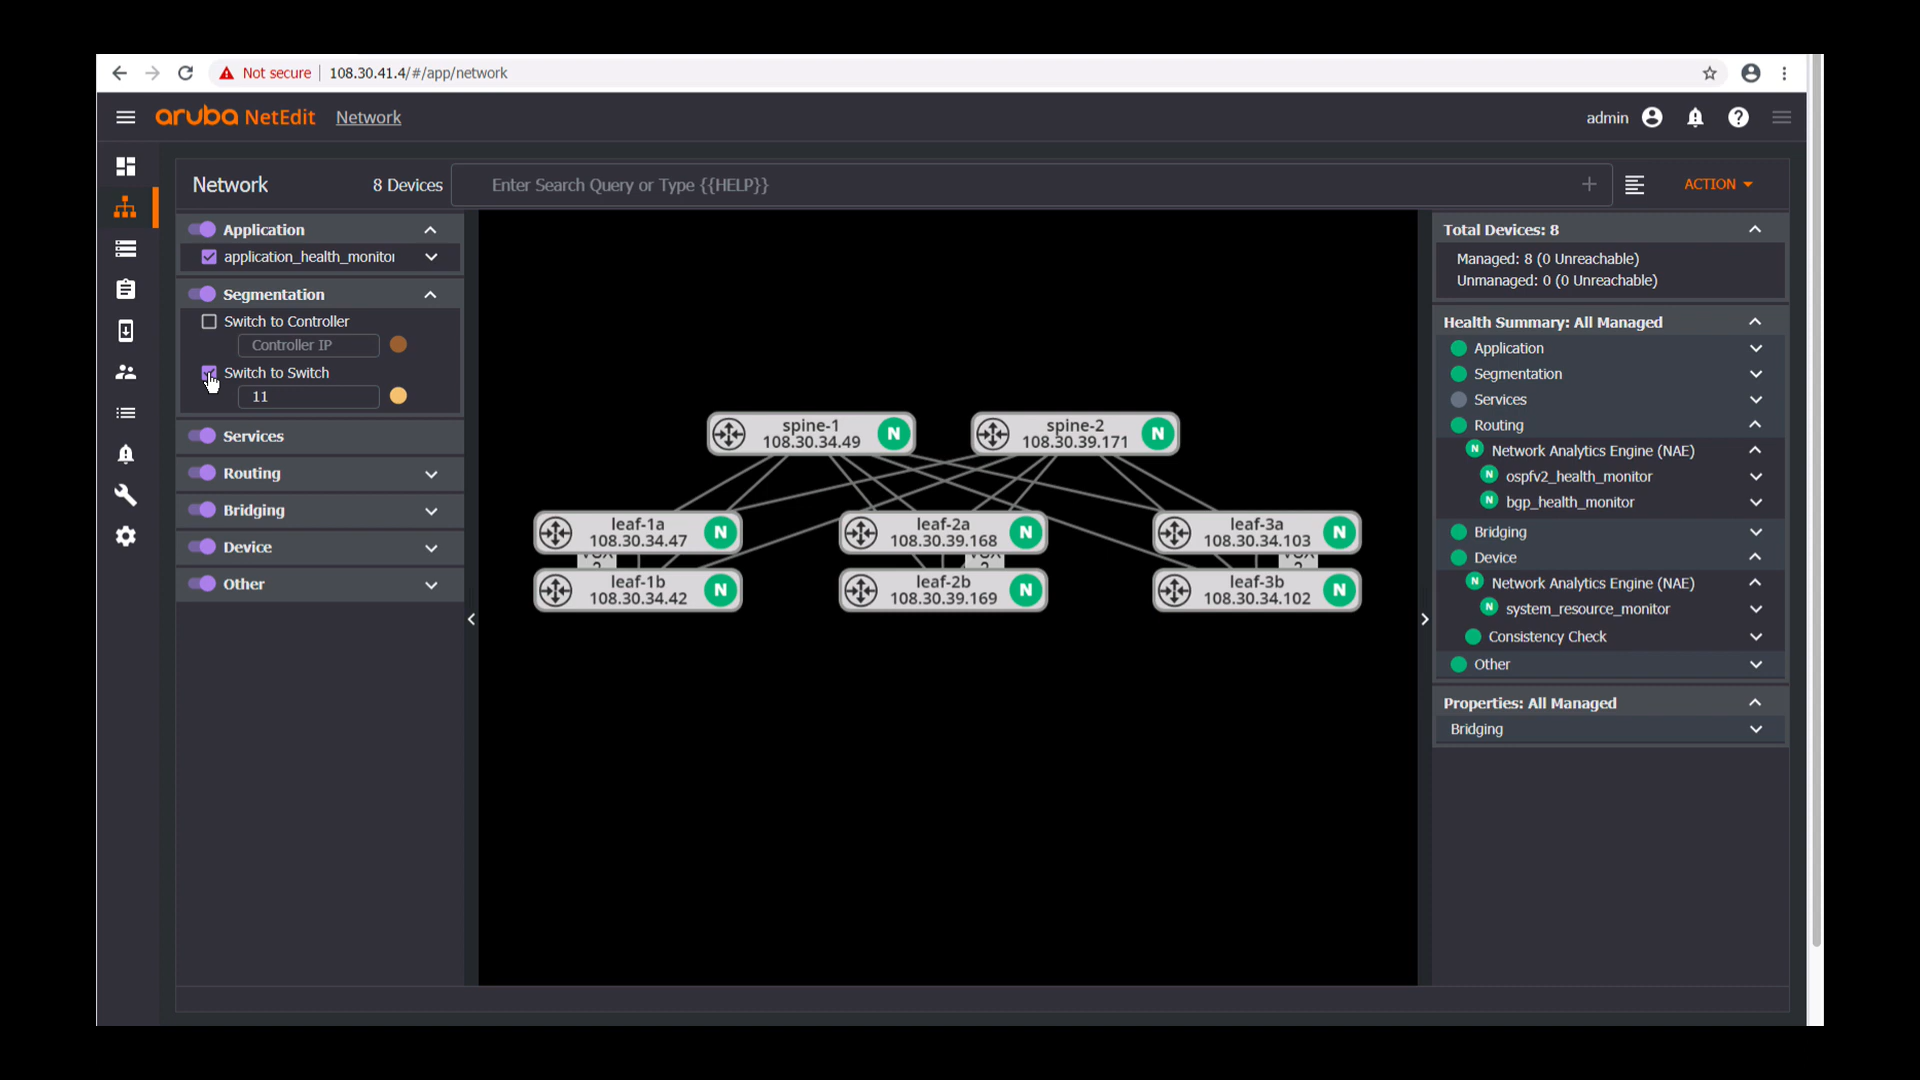 Not secure 108.30.41.4/#/app/network
aruba NetEdit Network
admin
Network 8 Devices Enter Search Query or Type {{HELP}} ACTION
Application
application_health_monitor
Segmentation
Switch to Controller
Controller IP
Switch to Switch
11
Services
Routing
Bridging
Device
Other
spine-1
108.30.34.49
N
spine-2
108.30.39.171
N
leaf-1a
108.30.34.47
N
leaf-2a
108.30.39.168
N
leaf-3a
108.30.34.103
N
leaf-1b
108.30.34.42
N
leaf-2b
108.30.39.169
N
leaf-3b
108.30.34.102
N
Total Devices: 8
Managed: 8 (0 Unreachable)
Unmanaged: 0 (0 Unreachable)
Health Summary: All Managed
Application
Segmentation
Services
Routing
N Network Analytics Engine (NAE)
N ospfv2_health_monitor
N bgp_health_monitor
Bridging
Device
N Network Analytics Engine (NAE)
N system_resource_monitor
Consistency Check
Other
Properties: All Managed
Bridging